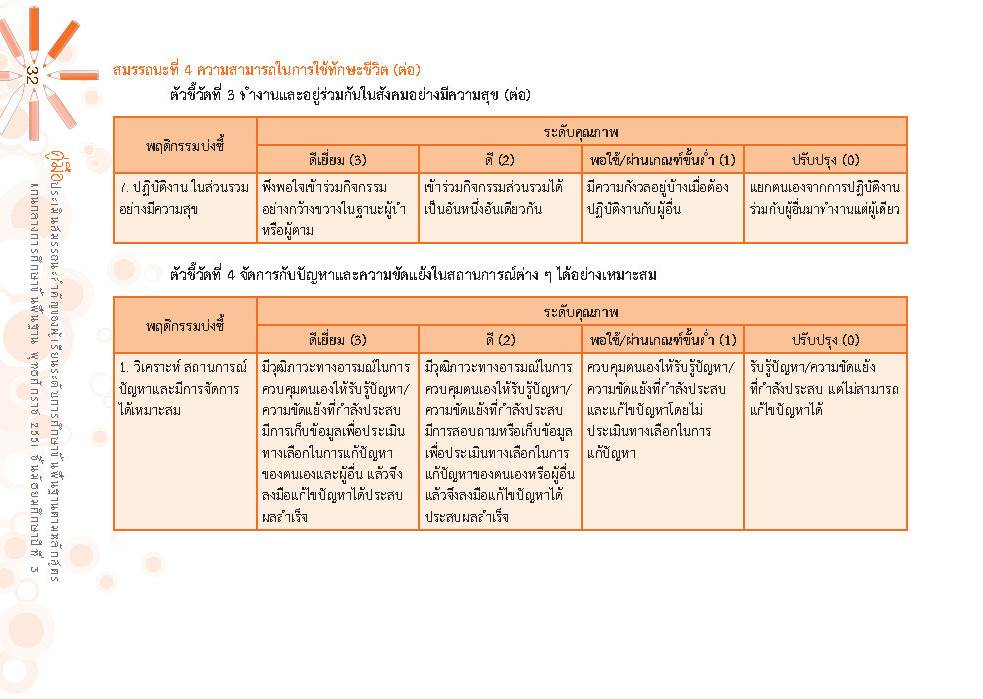 32
คู่มือประเมินสมรรถนะสำคัญของผู้เรียนระดับการศึกษาขั้นพื้นฐานตามหลักสูตร
แกนกลางการศึกษาขั้นพื้นฐาน พุทธศักราช 2551 ชั้นมัธยมศึกษาปีที่ 3
สมรรถนะที่ 4 ความสามารถในการใช้ทักษะชีวิต (ต่อ)
ตัวชี้วัดที่ 3 ทำงานและอยู่ร่วมกันในสังคมอย่างมีความสุข (ต่อ)
พฤติกรรมบ่งชี้
ระดับคุณภาพ
ดีเยี่ยม (3) ดี (2) พอใช้/ผ่านเกณฑ์ขั้นต่ำ (1) ปรับปรุง (0)
7. ปฏิบัติงาน ในส่วนรวม
อย่างมีความสุข
พึงพอใจเข้าร่วมกิจกรรม
อย่างกว้างขวางในฐานะผู้นำ
หรือผู้ตาม
เข้าร่วมกิจกรรมส่วนรวมได้
เป็นอันหนึ่งอันเดียวกัน
มีความกังวลอยู่บ้างเมื่อต้อง
ปฏิบัติงานกับผู้อื่น
แยกตนเองจากการปฏิบัติงาน
ร่วมกับผู้อื่นมาทำงานแต่ผู้เดียว
ตัวชี้วัดที่ 4 จัดการกับปัญหาและความขัดแย้งในสถานการณ์ต่าง ๆ ได้อย่างเหมาะสม
พฤติกรรมบ่งชี้
ระดับคุณภาพ
ดีเยี่ยม (3) ดี (2) พอใช้/ผ่านเกณฑ์ขั้นต่ำ (1) ปรับปรุง (0)
1. วิเคราะห์ สถานการณ์
ปัญหาและมีการจัดการ
ได้เหมาะสม
มีวุฒิภาวะทางอารมณ์ในการ
ควบคุมตนเองให้รับรู้ปัญหา/
ความขัดแย้งที่กำลังประสบ
มีการเก็บข้อมูลเพื่อประเมิน
ทางเลือกในการแก้ปัญหา
ของตนเองและผู้อื่น แล้วจึง
ลงมือแก้ไขปัญหาได้ประสบ
ผลสำเร็จ
มีวุฒิภาวะทางอารมณ์ในการ
ควบคุมตนเองให้รับรู้ปัญหา/
ความขัดแย้งที่กำลังประสบ
มีการสอบถามหรือเก็บข้อมูล
เพื่อประเมินทางเลือกในการ
แก้ปัญหาของตนเองหรือผู้อื่น
แล้วจึงลงมือแก้ไขปัญหาได้
ประสบผลสำเร็จ
ควบคุมตนเองให้รับรู้ปัญหา/
ความขัดแย้งที่กำลังประสบ
และแก้ไขปัญหาโดยไม่
ประเมินทางเลือกในการ
แก้ปัญหา
รับรู้ปัญหา/ความขัดแย้ง
ที่กำลังประสบ แต่ไม่สามารถ
แก้ไขปัญหาได้